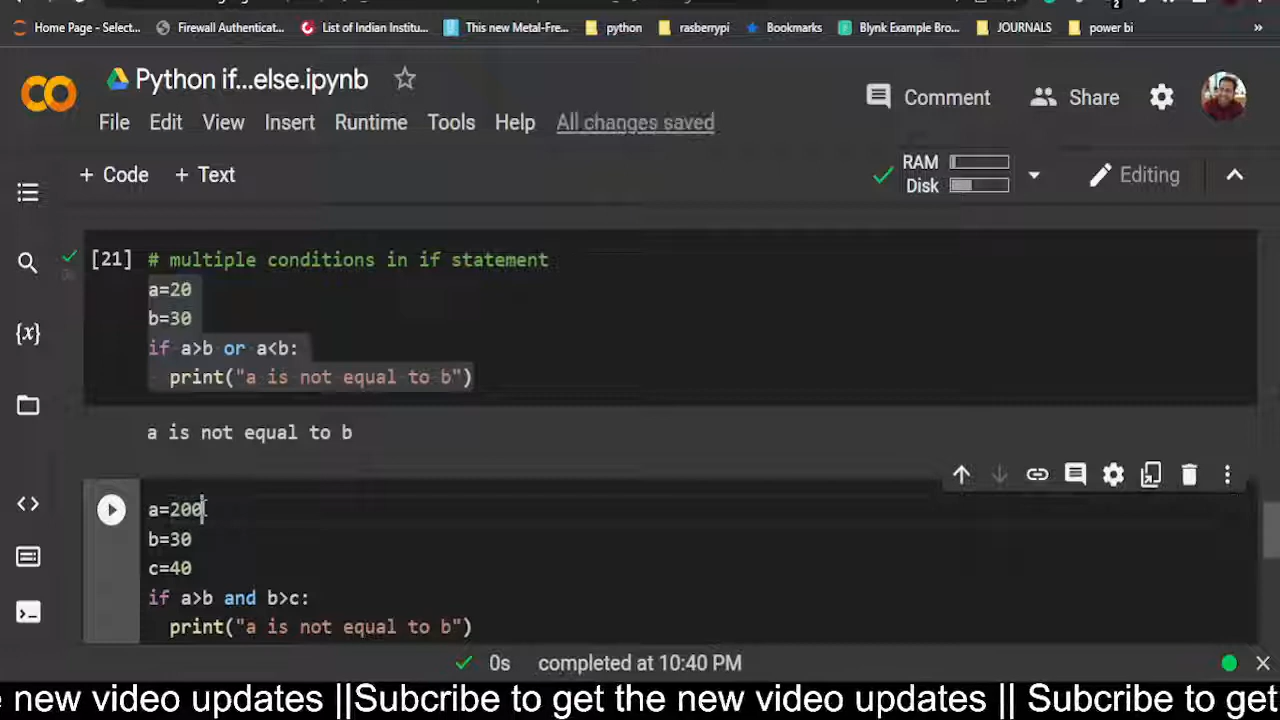 Home Page - Select...
Firewall Authenticat...
List of Indian Institu...
This new Metal-Fre...
python
rasberrypi
Bookmarks
Blynk Example Bro...
JOURNALS
power bi
»
Python if...else.ipynb
Comment
Share
File Edit View Insert Runtime Tools Help All changes saved
+ Code + Text
RAM
Disk
Editing
[21] # multiple conditions in if statement
a=20
b=30
if a>b or a<b:
print("a is not equal to b")
a is not equal to b
a=200
b=30
c=40
if a>b and b>c:
print("a is not equal to b")
0s completed at 10:40 PM
new video updates ||Subcribe to get the new video updates || Subcribe to get